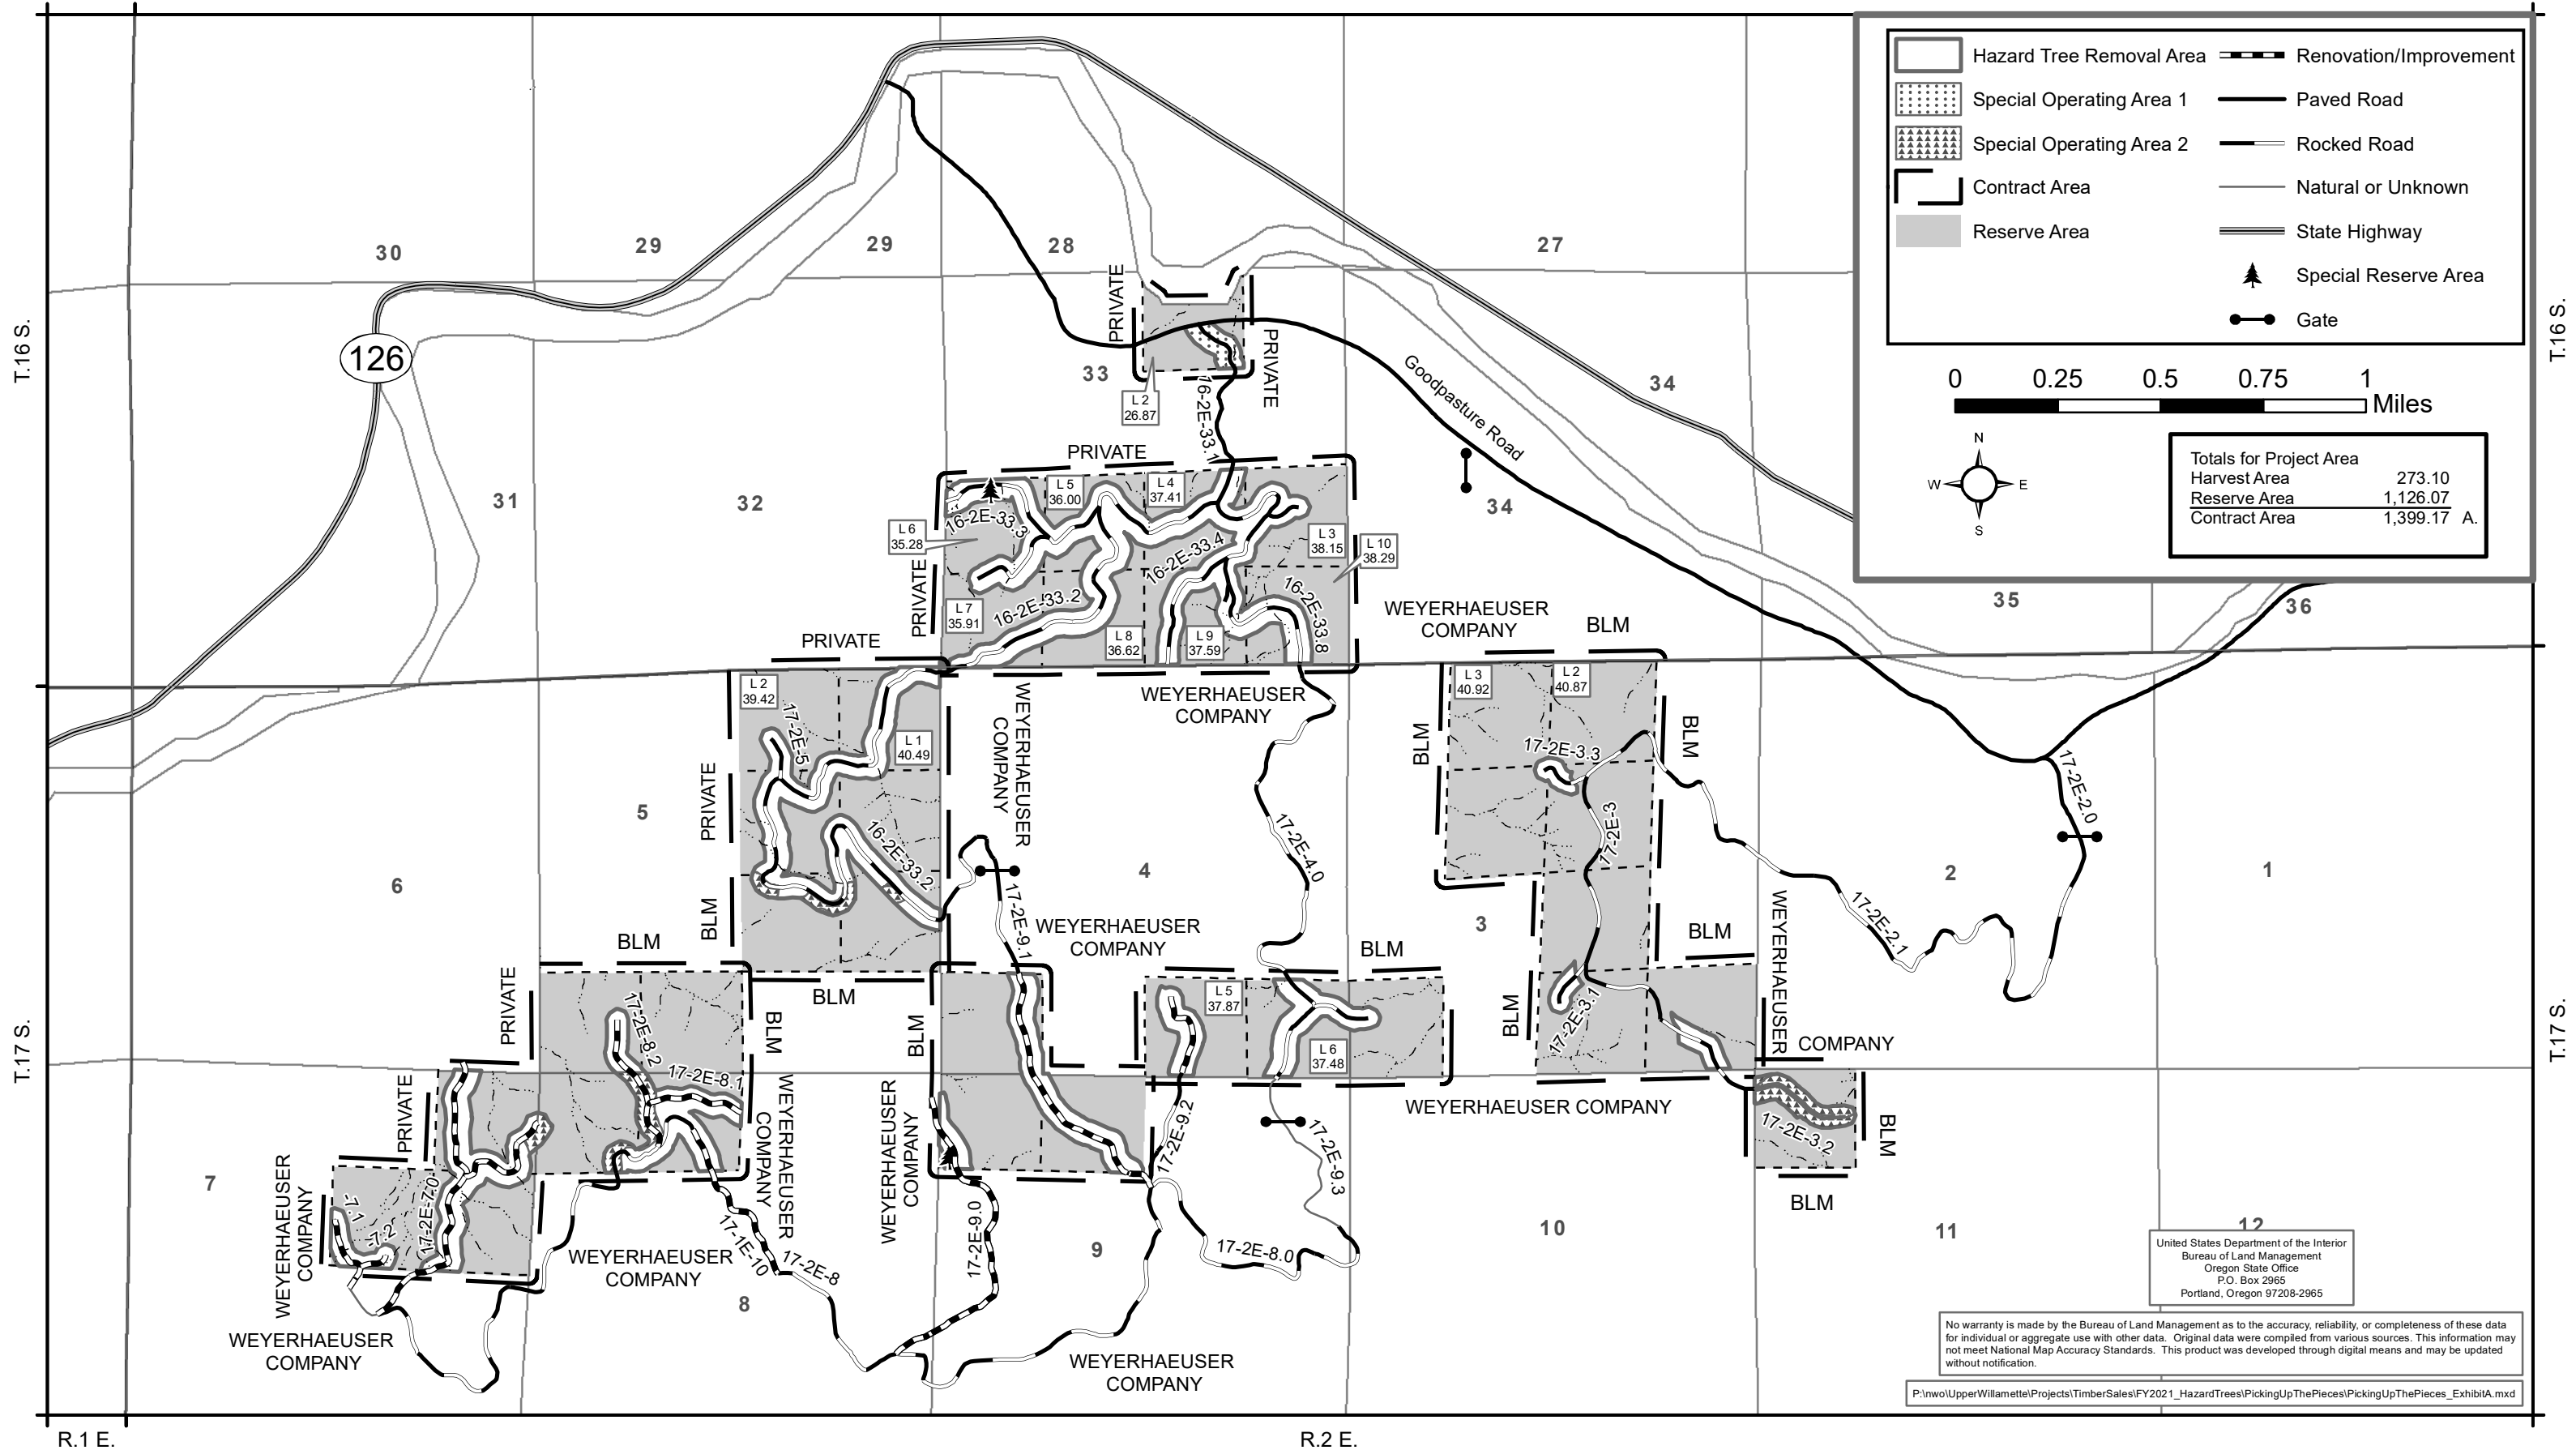 Hazard Tree Removal Area
Special Operating Area 1
Special Operating Area 2
Contract Area
Reserve Area
Renovation/Improvement
Paved Road
Rocked Road
Natural or Unknown
State Highway
Special Reserve Area
Gate
0 0.25 0.5 0.75 1
Miles
N
W E
S
Totals for Project Area
Harvest Area 273.10
Reserve Area 1,126.07
Contract Area 1,399.17 A.
T.16 S.
T.16 S.
30
29
29
28
27
126
PRIVATE
PRIVATE
33
34
L 2
26.87
16-2E-33.1
Goodpasture Road
31
32
34
35
36
PRIVATE
L 5
36.00
L 4
37.41
L 6
35.28
16-2E-33.3
L 3
38.15
L 10
38.29
16-2E-33.4
PRIVATE
L 7
35.91
16-2E-33.2
L 8
36.62
L 9
37.59
16-2E-33.8
WEYERHAEUSER
COMPANY
BLM
PRIVATE
L 2
39.42
17-2E-5
L 1
40.49
WEYERHAEUSER
COMPANY
WEYERHAEUSER
COMPANY
L 3
40.92
L 2
40.87
BLM
BLM
17-2E-3.3
17-2E-2.0
PRIVATE
5
16-2E-33.2
17-2E-4.0
17-2E-3
6
4
2
1
BLM
17-2E-9.1
WEYERHAEUSER
COMPANY
3
17-2E-2.1
BLM
BLM
BLM
WEYERHAEUSER
COMPANY
PRIVATE
BLM
17-2E-8.2
BLM
BLM
L 5
37.87
L 6
37.48
BLM
17-2E-3.1
T.17 S.
T.17 S.
PRIVATE
17-2E-8.1
WEYERHAEUSER
COMPANY
WEYERHAEUSER
COMPANY
17-2E-9.2
WEYERHAEUSER COMPANY
17-2E-3.2
BLM
BLM
7
WEYERHAEUSER
COMPANY
-7.1
-7.2
17-2E-7.0
17-2E-9.3
WEYERHAEUSER
COMPANY
17-1E-10
17-2E-8
17-2E-9.0
9
17-2E-8.0
10
11
12
8
WEYERHAEUSER
COMPANY
WEYERHAEUSER
COMPANY
United States Department of the Interior
Bureau of Land Management
Oregon State Office
P.O. Box 2965
Portland, Oregon 97208-2965
No warranty is made by the Bureau of Land Management as to the accuracy, reliability, or completeness of these data
for individual or aggregate use with other data. Original data were compiled from various sources. This information may
not meet National Map Accuracy Standards. This product was developed through digital means and may be updated
without notification.
P:\nwo\UpperWillamette\Projects\TimberSales\FY2021_HazardTrees\PickingUpThePieces\PickingUpThePieces_ExhibitA.mxd
R.1 E.
R.2 E.